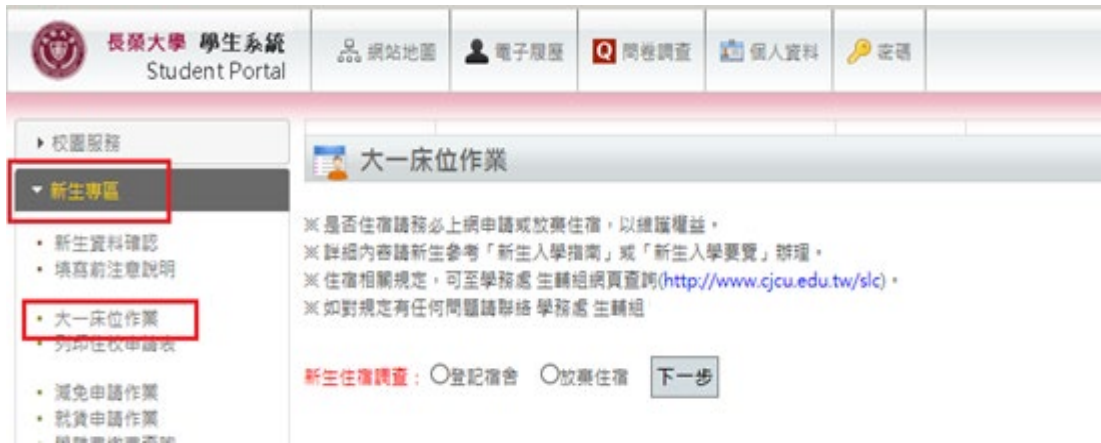 長榮大學 學生系統
Student Portal
網站地圖
電子履歷
Q 問卷調查
個人資料
密碼
校園服務
新生專區
新生資料確認
填寫前注意說明
大一床位作業
列印住校申請表
減免申請作業
就貸申請作業
大一床位作業
※ 是否住宿請務必上網申請或放棄住宿，以維護權益。
※ 詳細內容請新生參考「新生入學指南」或「新生入學要覽」辦理。
※ 住宿相關規定，可至學務處 生輔組網頁查詢(http://www.cjcu.edu.tw/slc)。
※ 如對規定有任何問題請聯絡 學務處 生輔組
新生住宿調查： 登記宿舍 放棄住宿 下一步